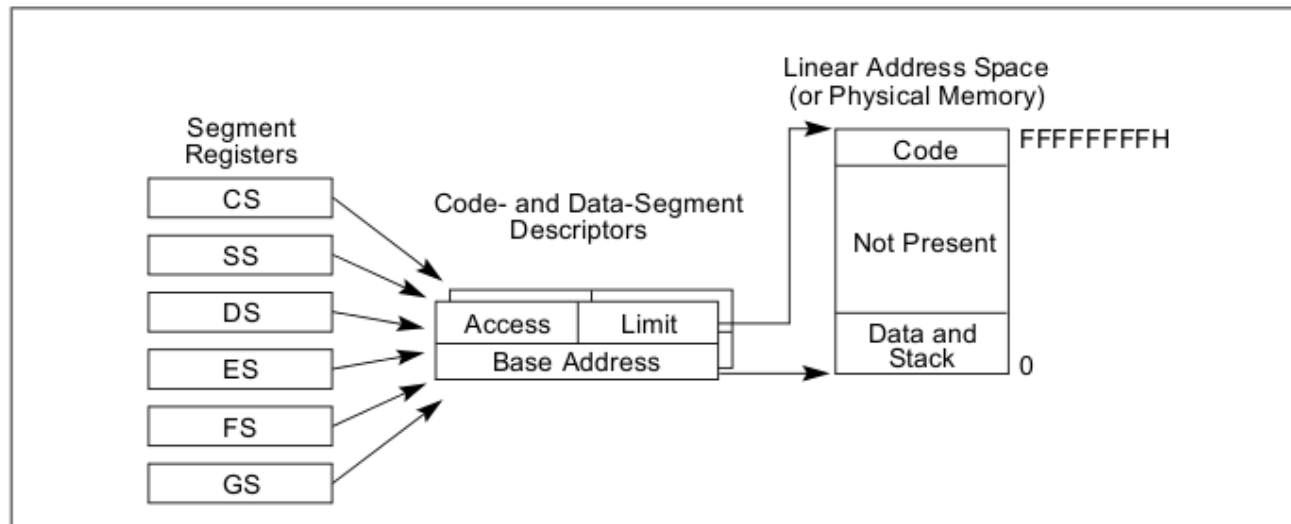 Segment
Registers
CS
SS
DS
ES
FS
GS
Code- and Data-Segment
Descriptors
Access
Limit
Base Address
Linear Address Space
(or Physical Memory)
Code
FFFFFFFFH
Not Present
Data and
Stack
0